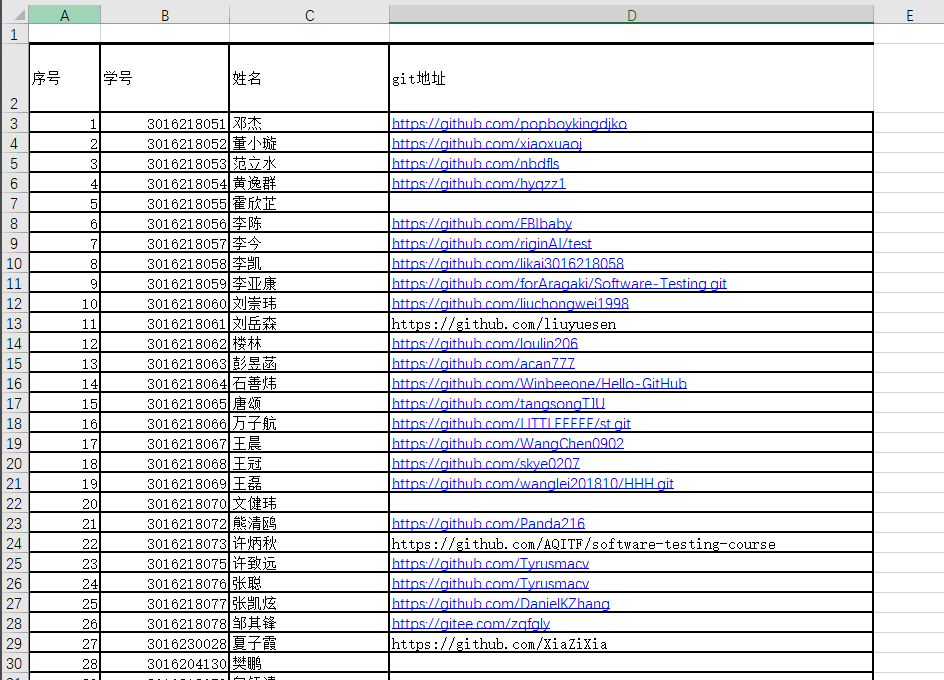 A B C D E
1
2 序号 学号 姓名 git地址
3 1 3016218051 邓杰 https://github.com/popboykingdjko
4 2 3016218052 董小璇 https://github.com/xiaoxuaoj
5 3 3016218053 范立水 https://github.com/nbdfls
6 4 3016218054 黄逸群 https://github.com/hyqzz1
7 5 3016218055 霍欣芷
8 6 3016218056 李陈 https://github.com/FBIbaby
9 7 3016218057 李今 https://github.com/riginAI/test
10 8 3016218058 李凯 https://github.com/likai3016218058
11 9 3016218059 李亚康 https://github.com/forAragaki/Software-Testing.git
12 10 3016218060 刘崇玮 https://github.com/liuchongwei1998
13 11 3016218061 刘岳森 https://github.com/liuyuesen
14 12 3016218062 楼林 https://github.com/loulin206
15 13 3016218063 彭昱菡 https://github.com/acan777
16 14 3016218064 石善炜 https://github.com/Winbeeone/Hello-GitHub
17 15 3016218065 唐颂 https://github.com/tangsongTJU
18 16 3016218066 万子航 https://github.com/LITTLEEEEE/st.git
19 17 3016218067 王晨 https://github.com/WangChen0902
20 18 3016218068 王冠 https://github.com/skye0207
21 19 3016218069 王磊 https://github.com/wanglei201810/HHH.git
22 20 3016218070 文健玮
23 21 3016218072 熊清鸥 https://github.com/Panda216
24 22 3016218073 许炳秋 https://github.com/AQITF/software-testing-course
25 23 3016218075 许致远 https://github.com/Tyrusmacv
26 24 3016218076 张聪 https://github.com/Tyrusmacv
27 25 3016218077 张凯炫 https://github.com/DanielKZhang
28 26 3016218078 邹其锋 https://gitee.com/zqfgly
29 27 3016230028 夏子霞 https://github.com/XiaZiXia
30 28 3016204130 樊鹏